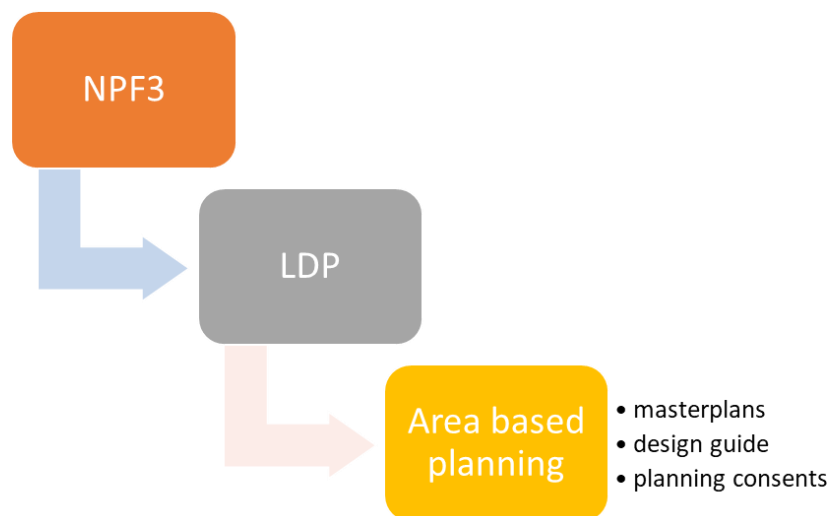 NPF3
LDP
Area based
planning
• masterplans
• design guide
• planning consents